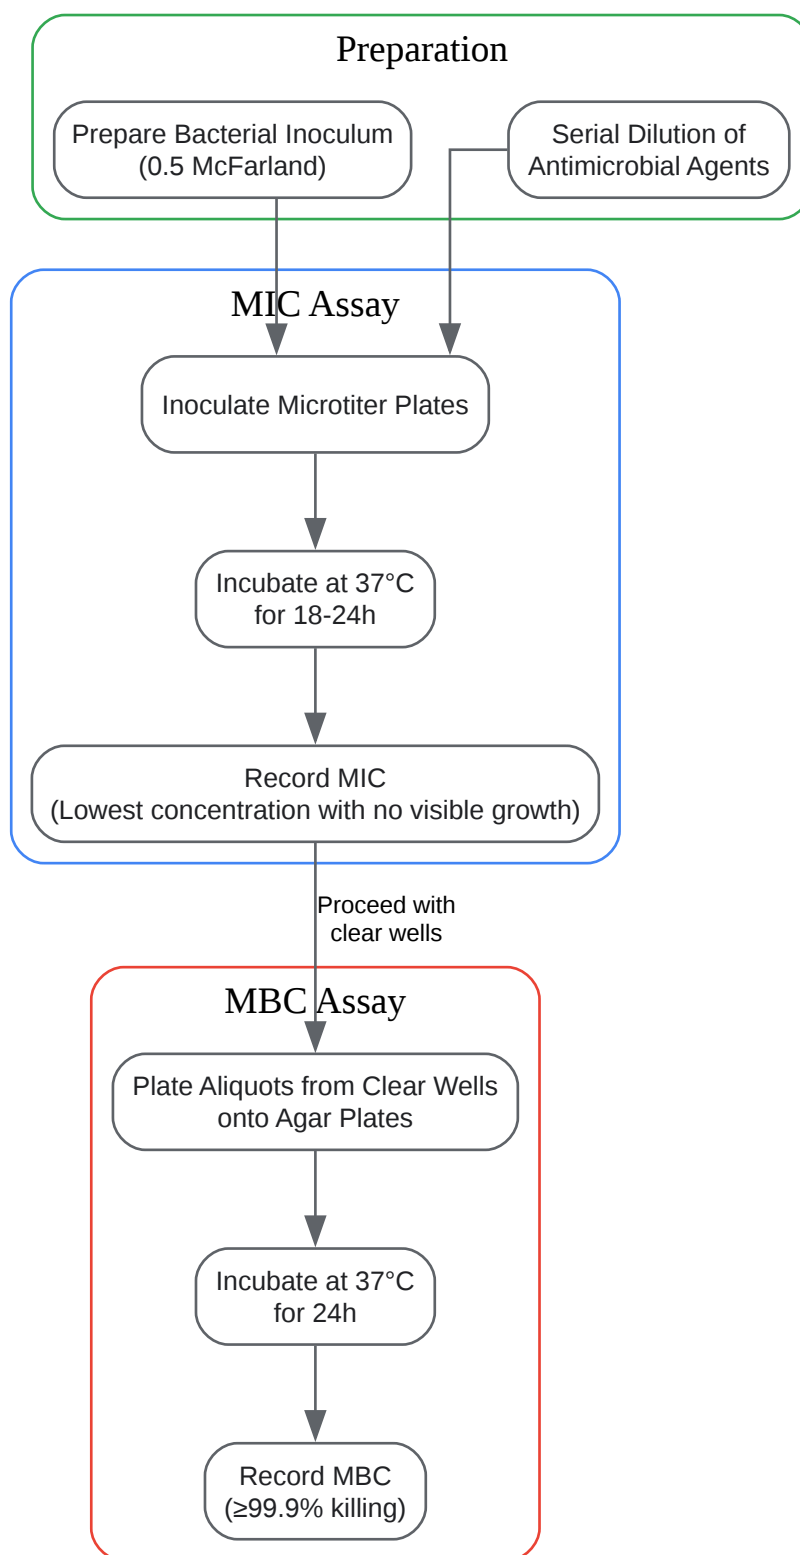 Preparation
Prepare Bacterial Inoculum
(0.5 McFarland)
Serial Dilution of
Antimicrobial Agents
MIC Assay
Inoculate Microtiter Plates
Incubate at 37°C
for 18-24h
Record MIC
(Lowest concentration with no visible growth)
Proceed with
clear wells
MBC Assay
Plate Aliquots from Clear Wells
onto Agar Plates
Incubate at 37°C
for 24h
Record MBC
(≥99.9% killing)